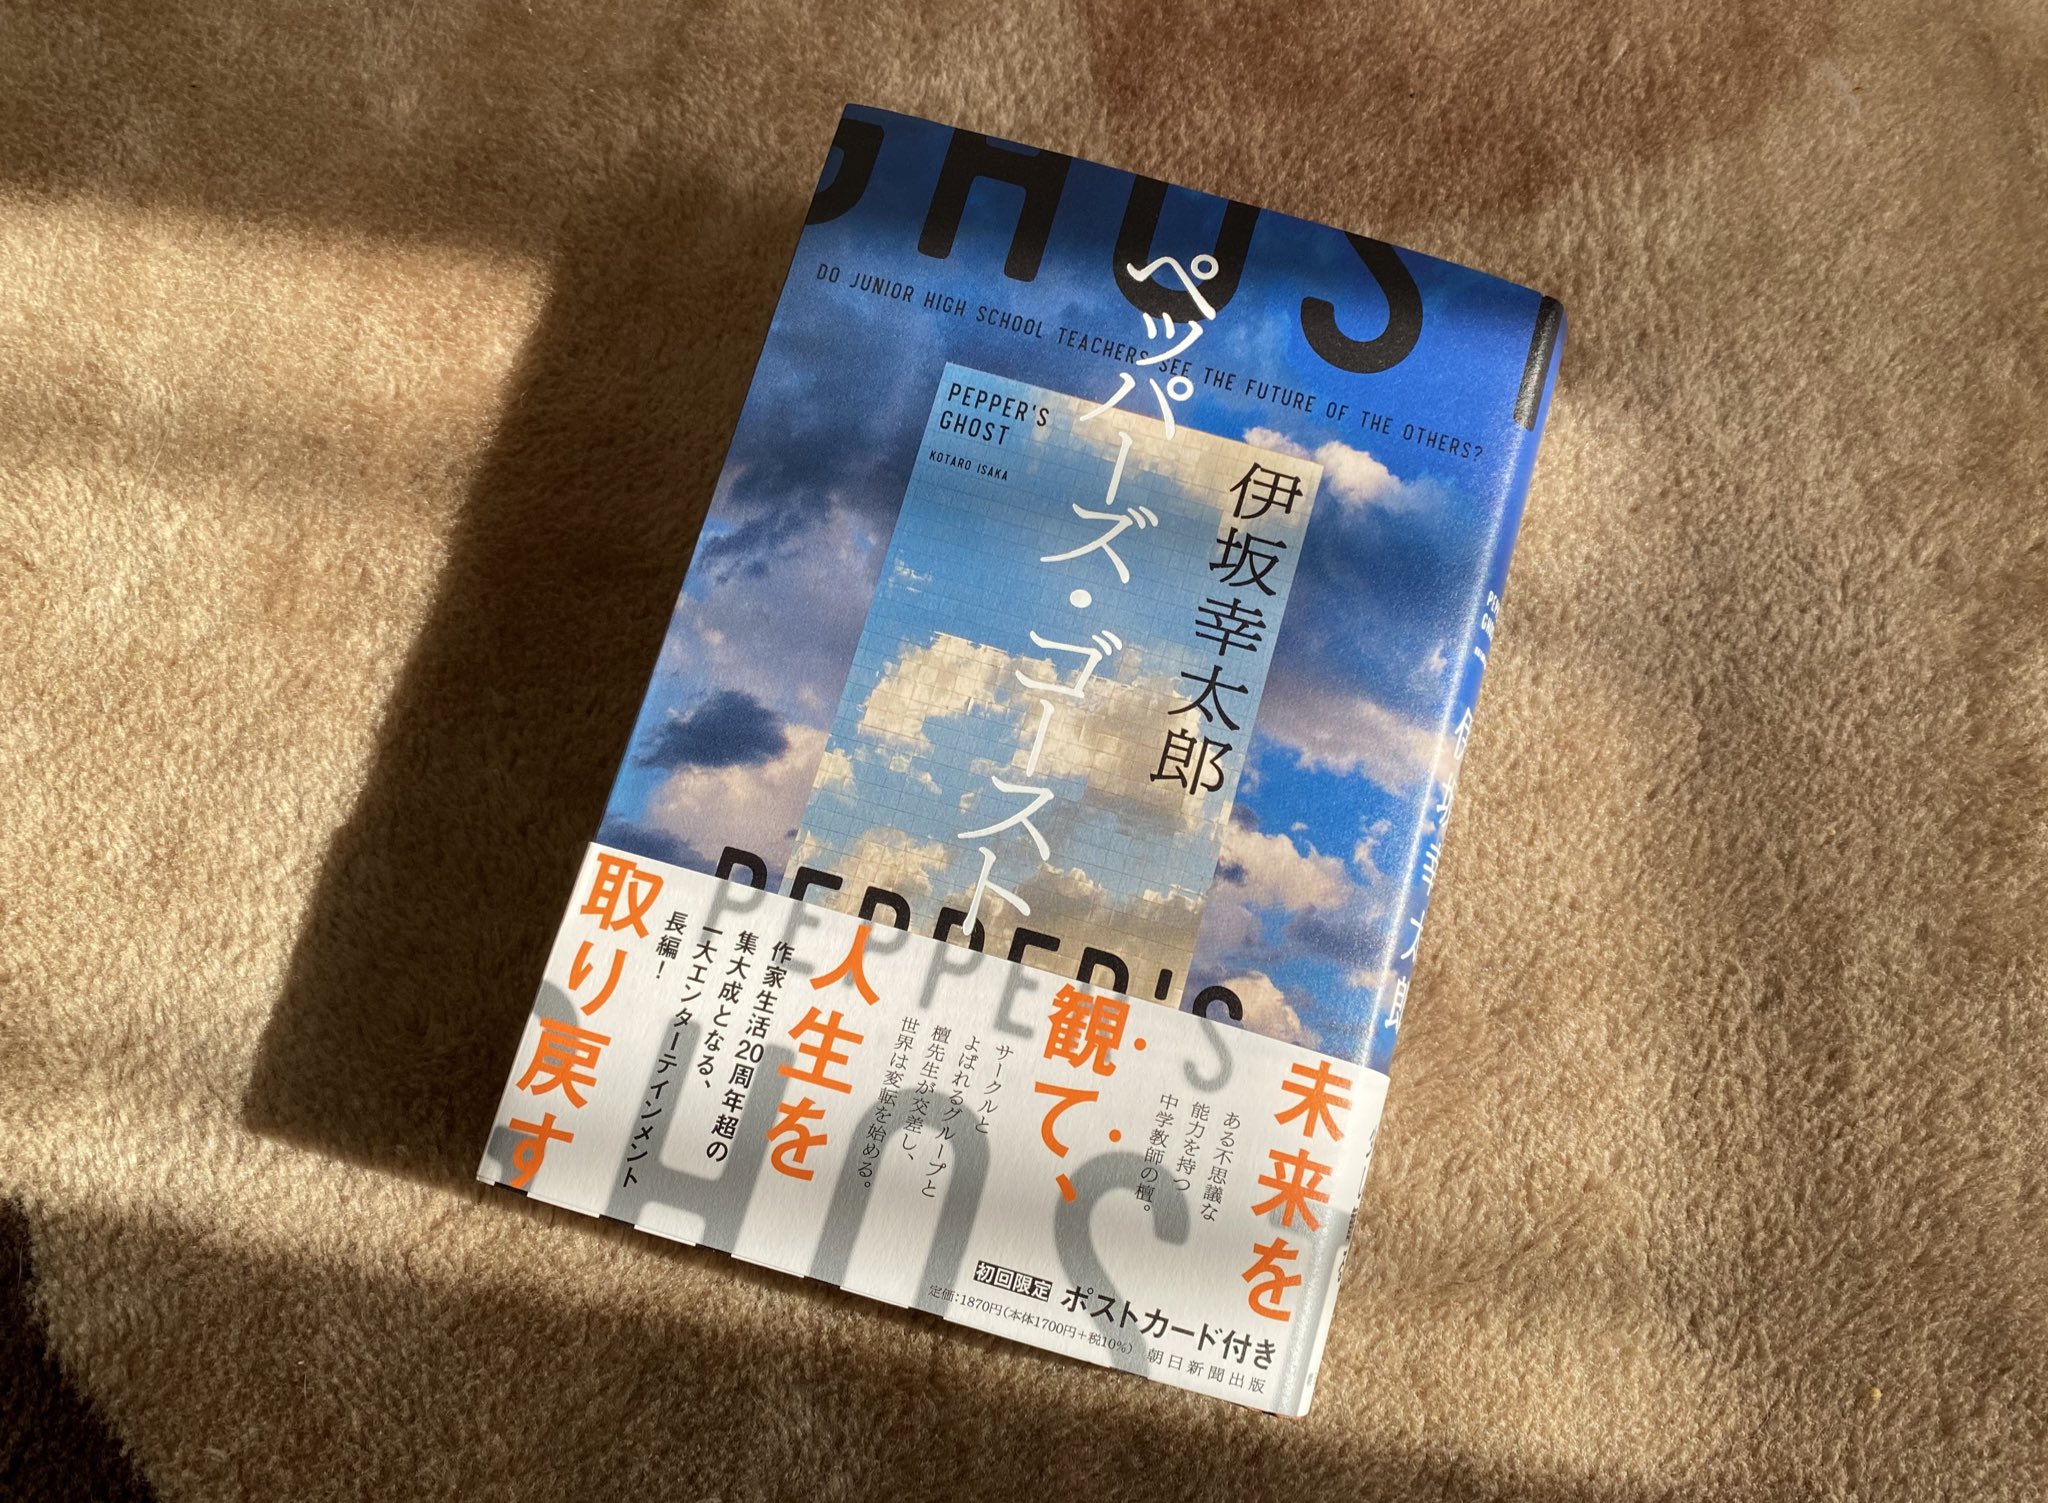 GHOST
DO JUNIOR HIGH SCHOOL TEACHERS SEE THE FUTURE OF THE OTHERS?
PEPPER'S
GHOST
KOTARO ISAKA
ペッパーズ・ゴースト
伊坂幸太郎
PEPPER'S
未来を
ある不思議な
能力を持つ
中学教師の檀。
観て、
サークルと
よばれるグループと
檀先生が交差し、
世界は変転を始める。
人生を
作家生活20周年超の
集大成となる、
一大エンターテインメント
長編!
取り戻す
初回限定 ポストカード付き
定価:1870円(本体1700円+税10%) 朝日新聞出版
伊坂幸太郎